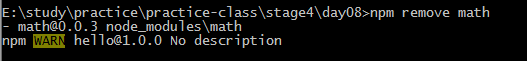 E:\study\practice\practice-class\stage4\day08>npm remove math
- math@0.0.3 node_modules\math
npm WARN hello@1.0.0 No description